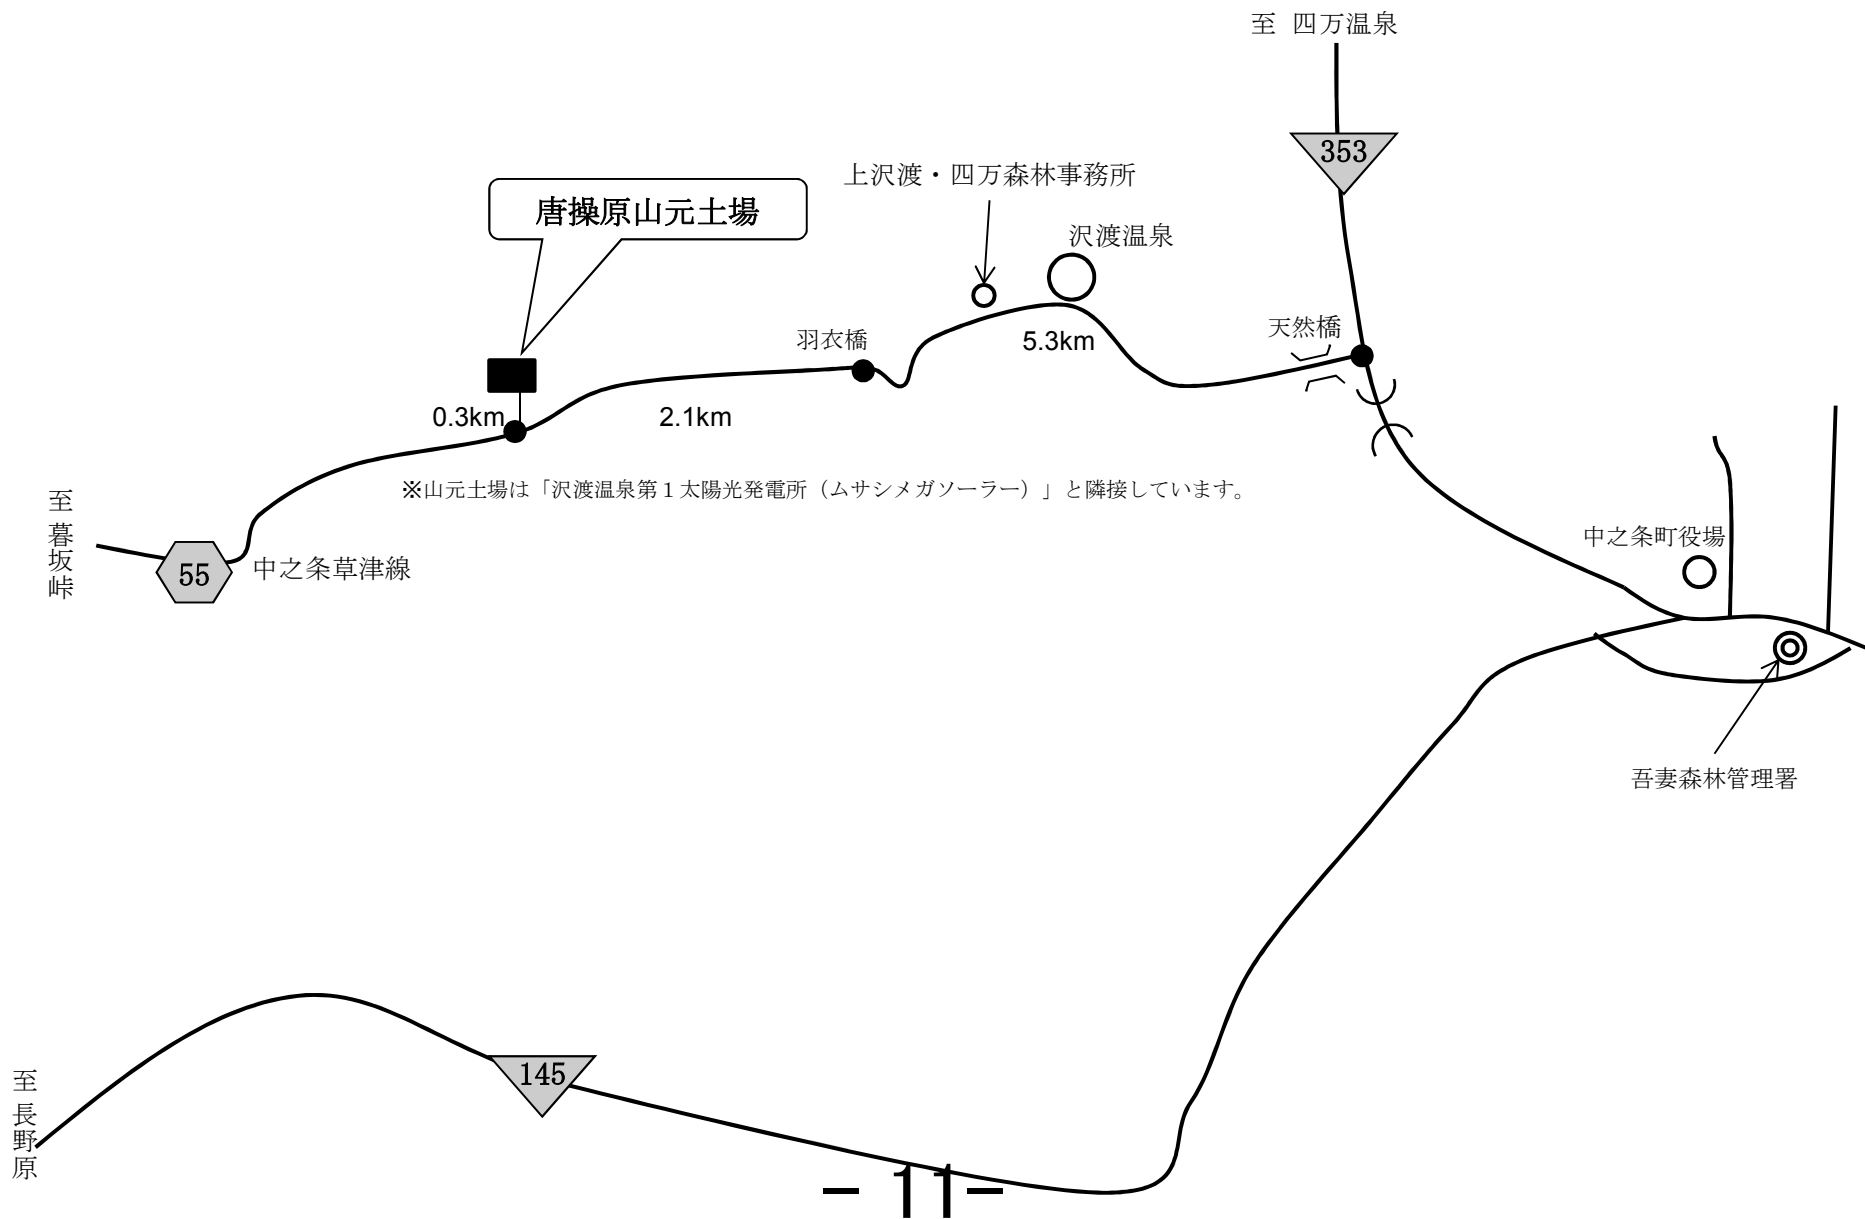 至 四万温泉
353
上沢渡・四万森林事務所
唐操原山元土場
沢渡温泉
天然橋
羽衣橋
5.3km
0.3km
2.1km
※山元土場は「沢渡温泉第１太陽光発電所（ムサシメガソーラー）」と隣接しています。
至 暮坂峠
中之条町役場
55
中之条草津線
吾妻森林管理署
145
至 長野原
- 11-